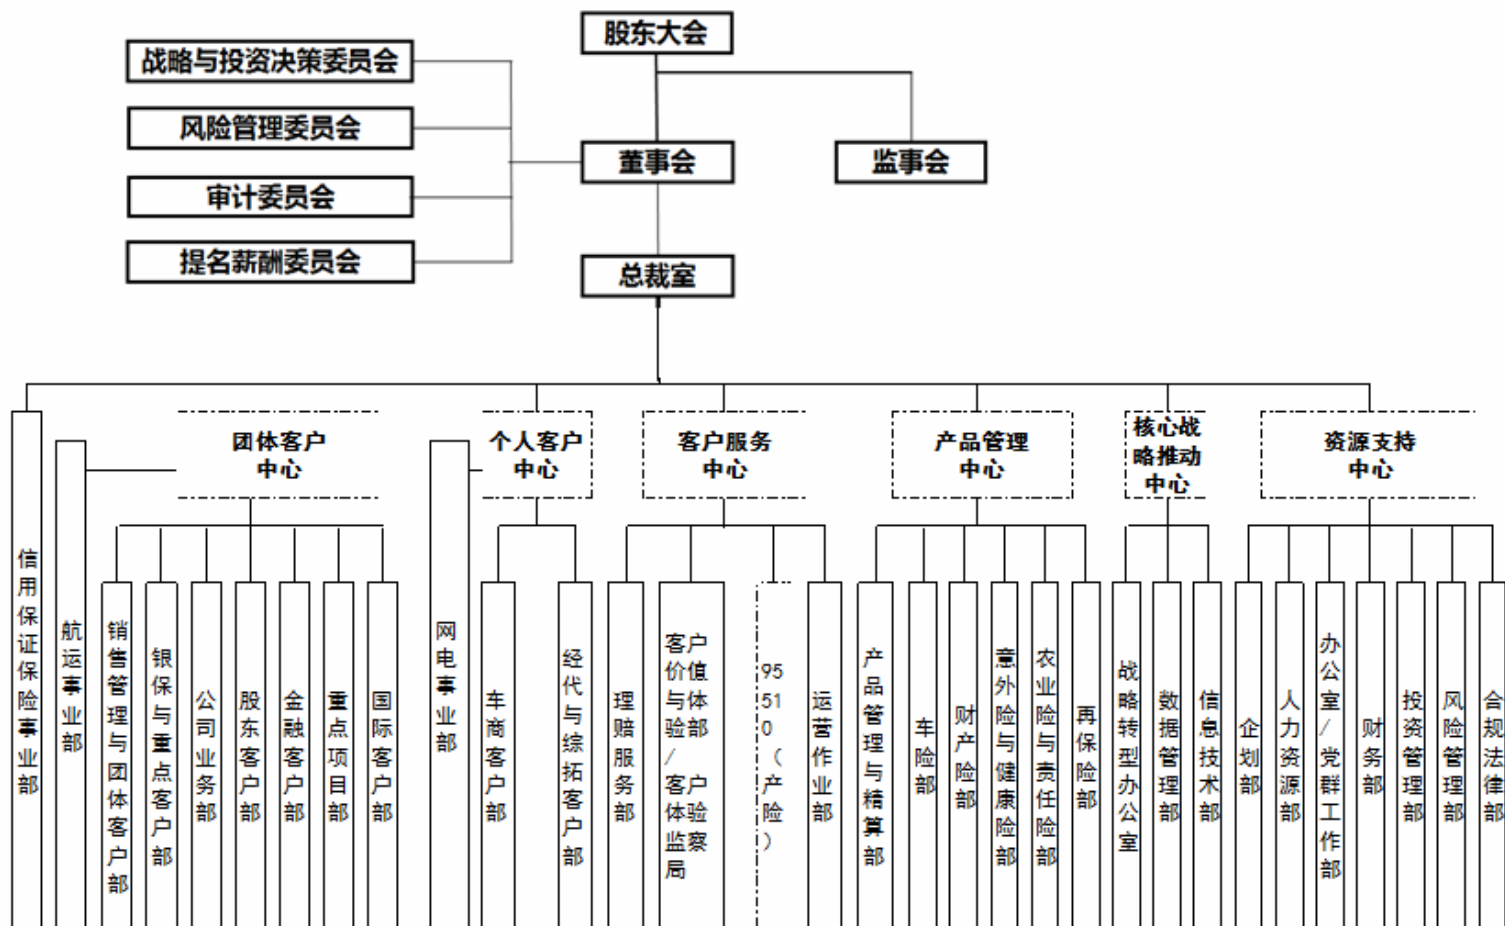 股东大会
战略与投资决策委员会
风险管理委员会
董事会
监事会
审计委员会
提名薪酬委员会
总裁室
团体客户
中心
个人客户
中心
客户服务
中心
产品管理
中心
核心战
略推动
中心
资源支持
中心
信用保证保险事业部
航运事业部
销售管理与团体客户部
银保与重点客户部
公司业务部
股东客户部
金融客户部
重点项目部
国际客户部
网电事业部
车商客户部
经代与综拓客户部
理赔服务部
客户
价值
与体
验部
/
客户
体验
监察
局
95
51
0
（
产
险
）
运营作业部
产品管理与精算部
车险部
财产险部
意外险与健康险部
农业险与责任险部
再保险部
战略转型办公室
数据管理部
信息技术部
企划部
人力资源部
办公室/党群工作部
财务部
投资管理部
风险管理部
合规法律部